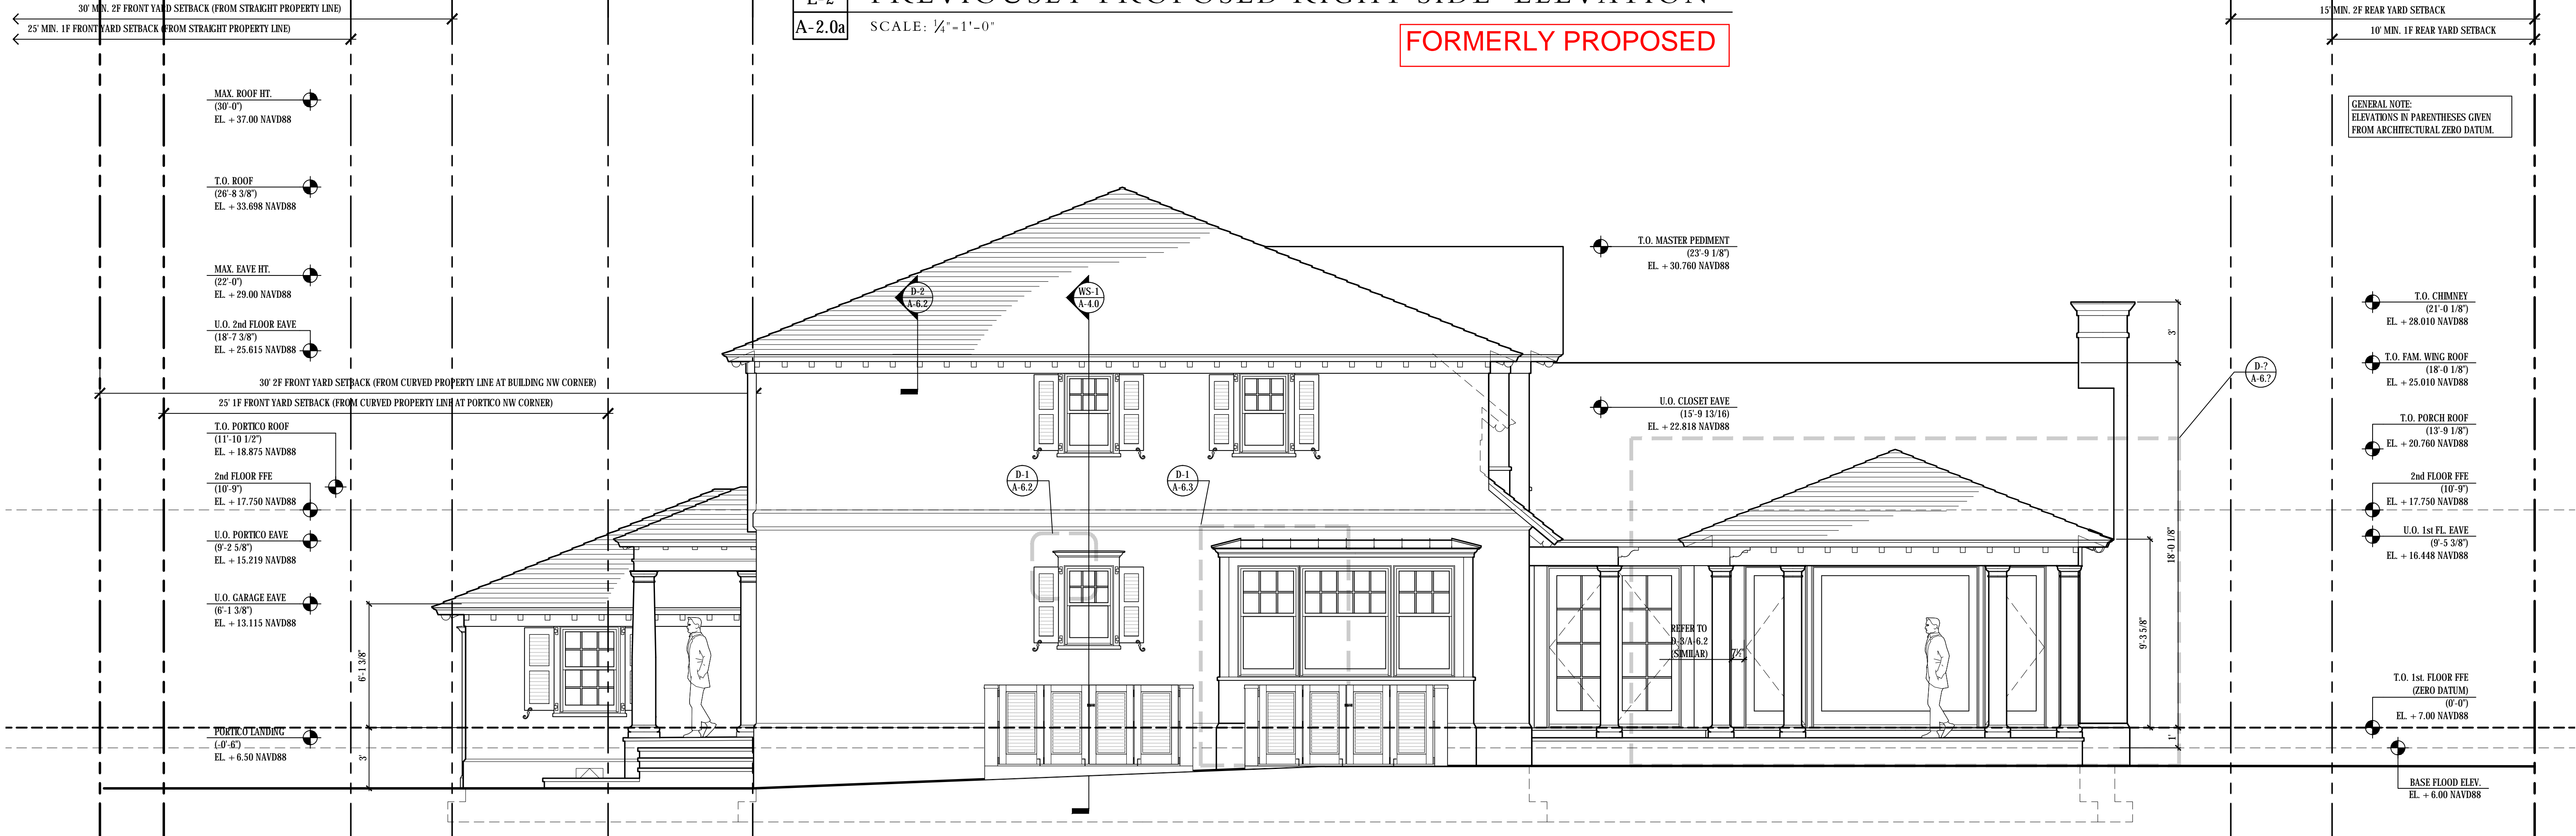 30' MIN. 2F FRONT YARD SETBACK (FROM STRAIGHT PROPERTY LINE)
25' MIN. 1F FRONT YARD SETBACK (FROM STRAIGHT PROPERTY LINE)
E-2
A-2.0a
PREVIOUSLY PROPOSED RIGHT SIDE ELEVATION
SCALE: 1/4"-1'-0"
FORMERLY PROPOSED
15' MIN. 2F REAR YARD SETBACK
10' MIN. 1F REAR YARD SETBACK
GENERAL NOTE:
ELEVATIONS IN PARENTHESES GIVEN
FROM ARCHITECTURAL ZERO DATUM.
MAX. ROOF HT.
(30'-0")
EL. + 37.00 NAVD88
T.O. ROOF
(26'-8 3/8")
EL. + 33.698 NAVD88
MAX. EAVE HT.
(22'-0")
EL. + 29.00 NAVD88
U.O. 2nd FLOOR EAVE
(18'-7 3/8")
EL. + 25.615 NAVD88
30' 2F FRONT YARD SETBACK (FROM CURVED PROPERTY LINE AT BUILDING NW CORNER)
25' 1F FRONT YARD SETBACK (FROM CURVED PROPERTY LINE AT PORTICO NW CORNER)
T.O. PORTICO ROOF
(11'-10 1/2")
EL. + 18.875 NAVD88
2nd FLOOR FFE
(10'-9")
EL. + 17.750 NAVD88
U.O. PORTICO EAVE
(9'-2 5/8")
EL. + 15.219 NAVD88
U.O. GARAGE EAVE
(6'-1 3/8")
EL. + 13.115 NAVD88
PORTICO LANDING
(-0'-6")
EL. + 6.50 NAVD88
6'-1 3/8"
3'
D-2
A-6.2
WS-1
A-4.0
D-1
A-6.2
D-1
A-6.3
T.O. MASTER PEDIMENT
(23'-9 1/8")
EL. + 30.760 NAVD88
U.O. CLOSET EAVE
(15'-9 13/16)
EL. + 22.818 NAVD88
REFER TO
D-3/A-6.2
(SIMILAR)
7½"
3'
18'-0 1/8"
9'-3 5/8"
1'
D-?
A-6.?
T.O. CHIMNEY
(21'-0 1/8")
EL. + 28.010 NAVD88
T.O. FAM. WING ROOF
(18'-0 1/8")
EL. + 25.010 NAVD88
T.O. PORCH ROOF
(13'-9 1/8")
EL. + 20.760 NAVD88
2nd FLOOR FFE
(10'-9")
EL. + 17.750 NAVD88
U.O. 1st FL. EAVE
(9'-5 3/8")
EL. + 16.448 NAVD88
T.O. 1st. FLOOR FFE
(ZERO DATUM)
(0'-0")
EL. + 7.00 NAVD88
BASE FLOOD ELEV.
EL. + 6.00 NAVD88